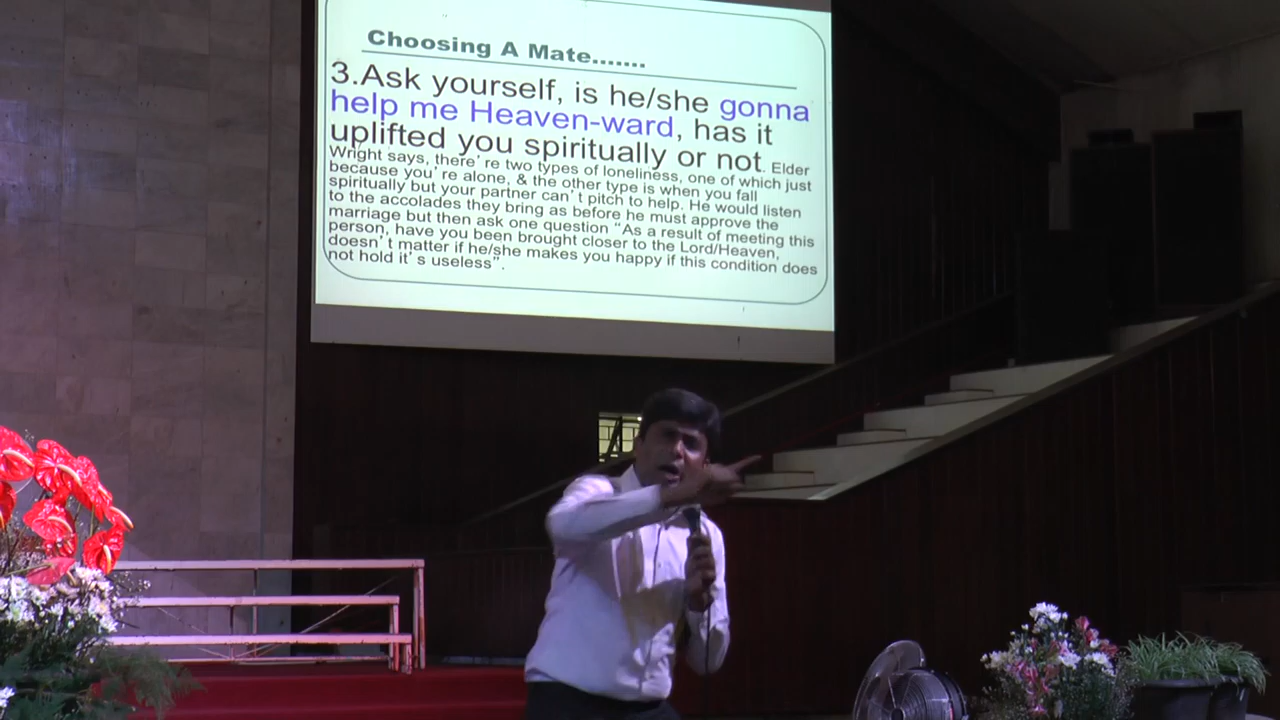 Choosing A Mate.......
3.Ask yourself, is he/she gonna
help me Heaven-ward, has it
uplifted you spiritually or not. Elder
Wright says, there're two types of loneliness, one of which just
because you're alone, & the other type is when you fall
spiritually but your partner can't pitch to help. He would listen
to the accolades they bring as before he must approve the
marriage but then ask one question "As a result of meeting this
person, have you been brought closer to the Lord/Heaven,
doesn't matter if he/she makes you happy if this condition does
not hold it's useless".